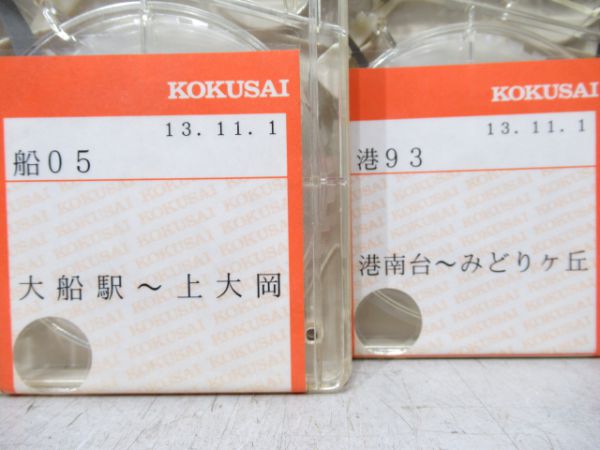 KOKUSAI
13.11.1
船05
大船駅～上大岡
KOKUSAI
13.11.1
港93
港南台～みどりヶ丘